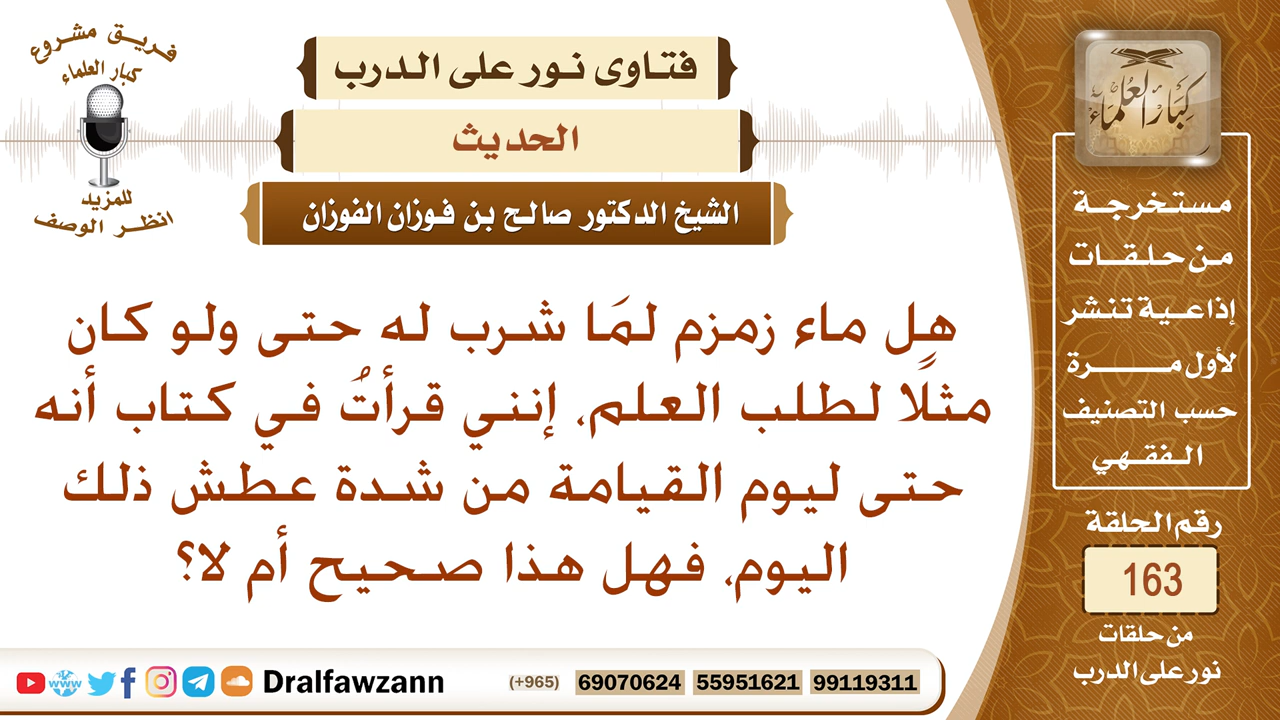 فريق مشروع
كبار العلماء
للمزيد
انظر الوصف
فتاوى نور على الدرب
الحديث
الشيخ الدكتور صالح بن فوزان الفوزان
هل ماء زمزم لمَا شرب له حتى ولو كان
مثلًا لطلب العلم، إنني قرأتُ في كتاب أنه
حتى ليوم القيامة من شدة عطش ذلك
اليوم، فهل هذا صحيح أم لا؟
كبار العلماء
مستخرجة
من حلقات
إذاعية تنشر
لأول مرة
حسب التصنيف
الفقهي
رقم الحلقة
163
من حلقات
نور على الدرب
www Dralfawzann (+965) 69070624 55951621 99119311